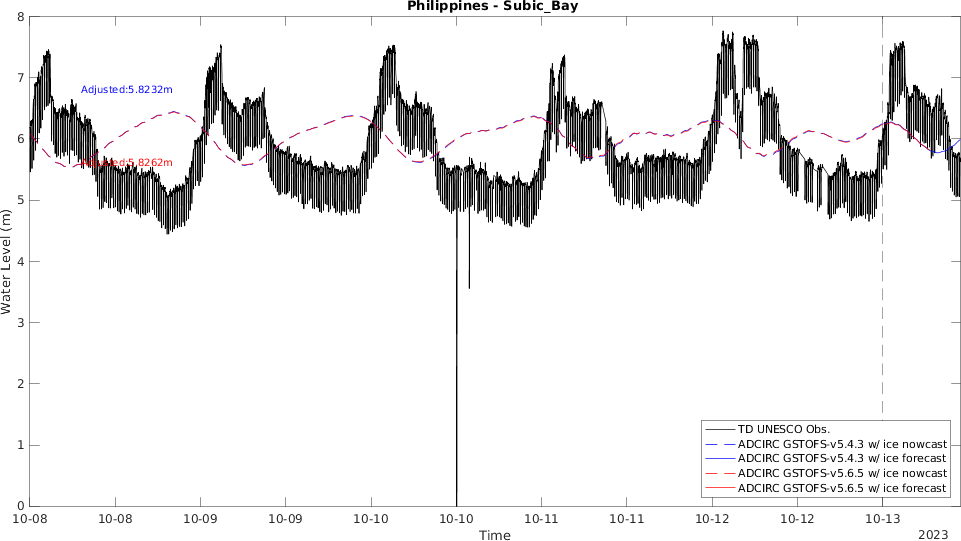 Philippines - Subic_Bay
8
7
6
5
4
3
2
1
0
Water Level (m)
Adjusted:5.8232m
Adjusted:5.8262m
TD UNESCO Obs.
ADCIRC GSTOFS-v5.4.3 w/ ice nowcast
ADCIRC GSTOFS-v5.4.3 w/ ice forecast
ADCIRC GSTOFS-v5.6.5 w/ ice nowcast
ADCIRC GSTOFS-v5.6.5 w/ ice forecast
10-08 10-08 10-09 10-09 10-10 10-10 10-11 10-11 10-12 10-12 10-13
Time
2023